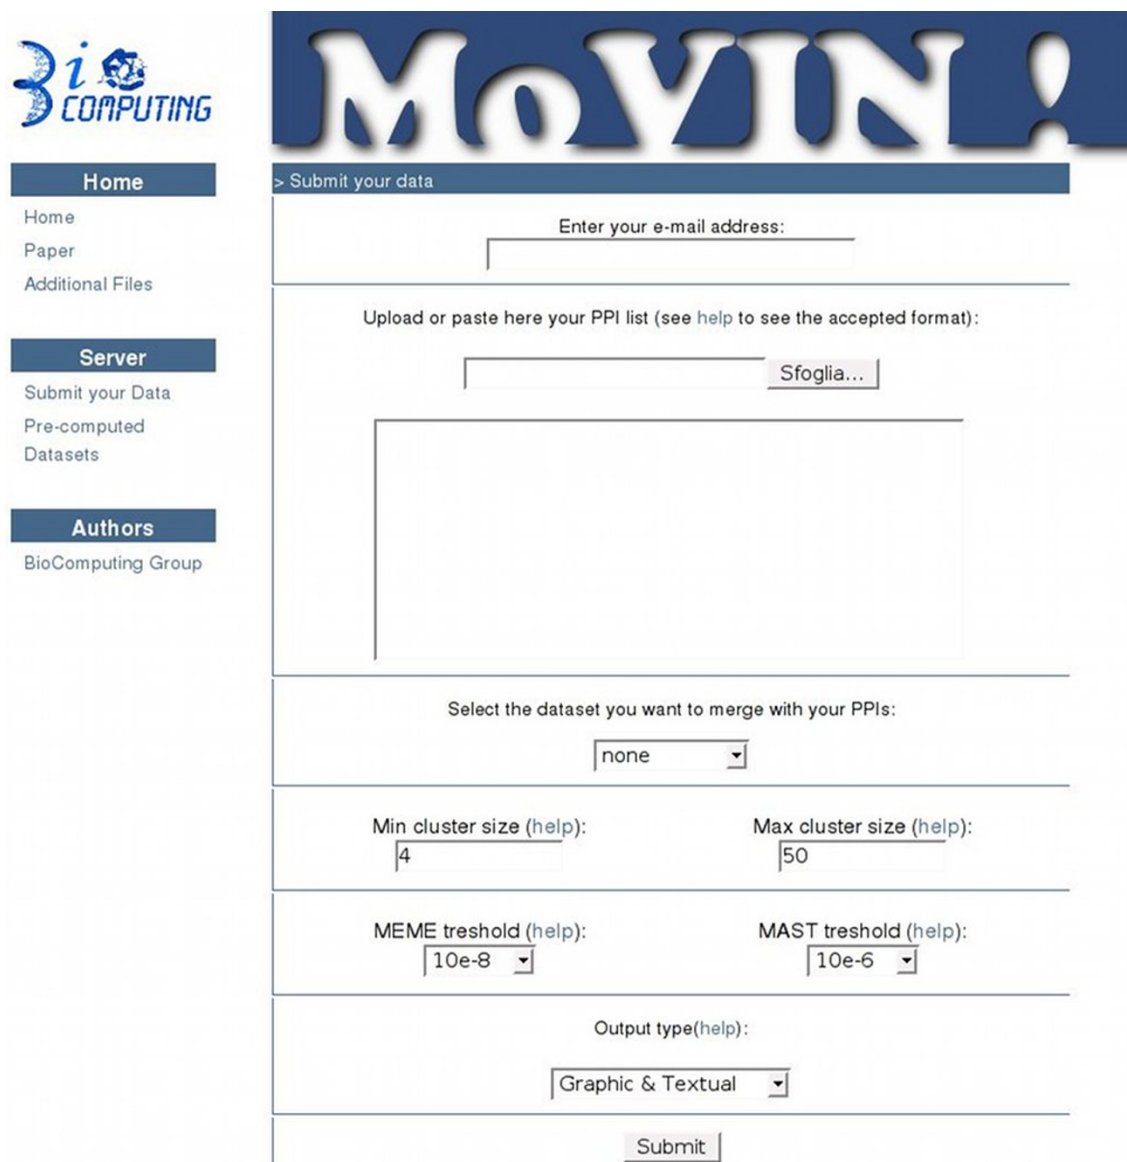 Bio
COMPUTING
MoVIN !
Home
Home
Paper
Additional Files
Server
Submit your Data
Pre-computed
Datasets
Authors
BioComputing Group
> Submit your data
Enter your e-mail address:
Upload or paste here your PPI list (see help to see the accepted format):
Sfoglia...
Select the dataset you want to merge with your PPIs:
none
Min cluster size (help): Max cluster size (help):
4 50
MEME treshold (help): MAST treshold (help):
10e-8 10e-6
Output type(help):
Graphic & Textual
Submit